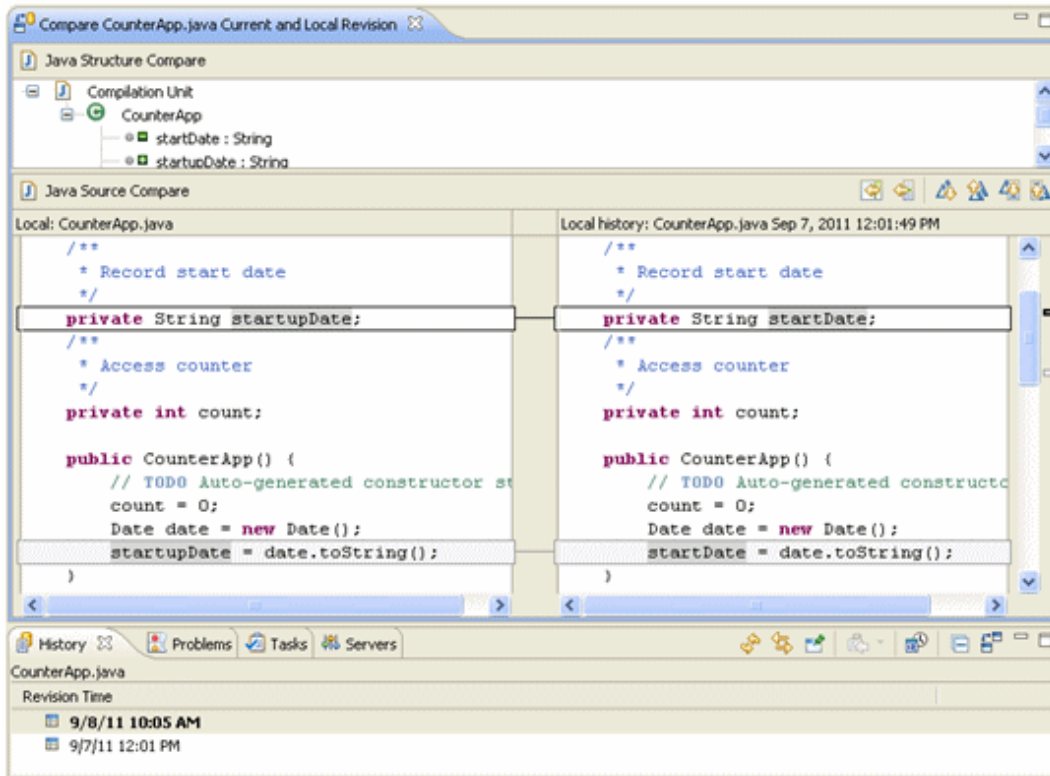 Compare CounterApp.java Current and Local Revision
Java Structure Compare
Compilation Unit
CounterApp
startDate : String
startupDate : String
Java Source Compare
Local: CounterApp.java
/**
* Record start date
*/
private String startupDate;
/**
* Access counter
*/
private int count;
public CounterApp() {
// TODO Auto-generated constructor st
count = 0;
Date date = new Date();
startupDate = date.toString();
}
Local history: CounterApp.java Sep 7, 2011 12:01:49 PM
/**
* Record start date
*/
private String startDate;
/**
* Access counter
*/
private int count;
public CounterApp() {
// TODO Auto-generated constructo
count = 0;
Date date = new Date();
startDate = date.toString();
}
History Problems Tasks Servers
CounterApp.java
Revision Time
9/8/11 10:05 AM
9/7/11 12:01 PM